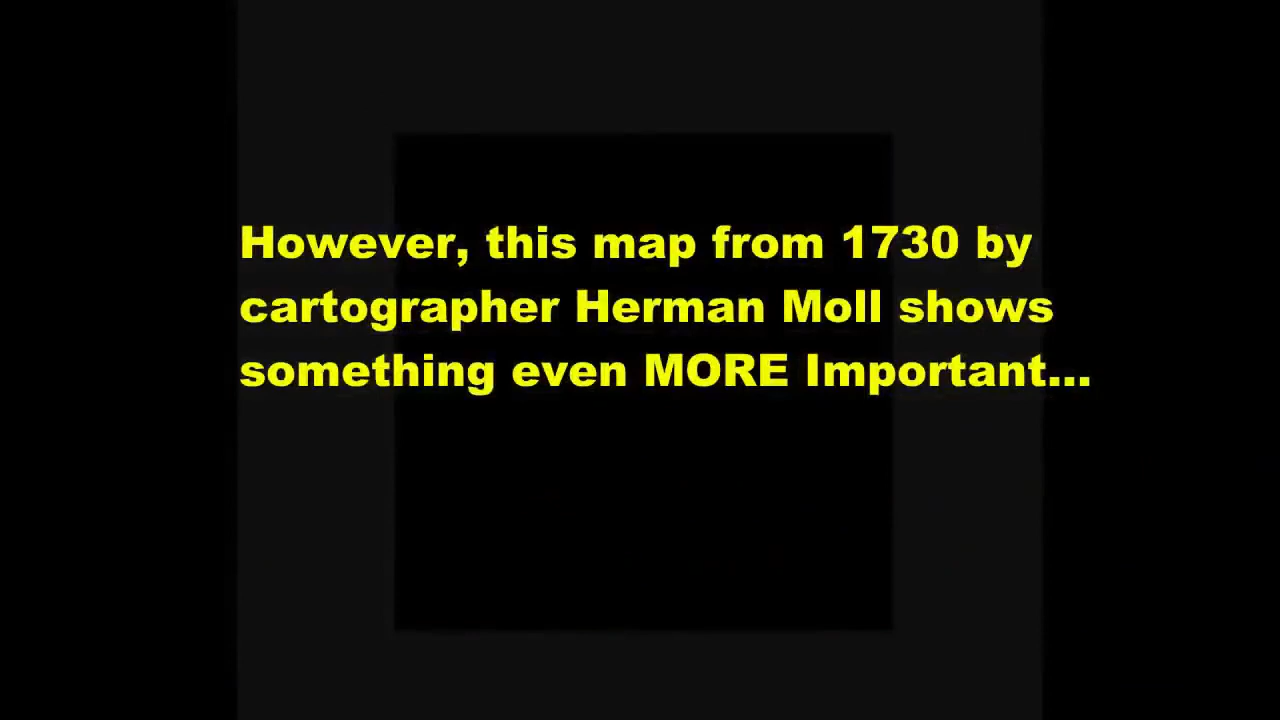 However, this map from 1730 by
cartographer Herman Moll shows
something even MORE Important...